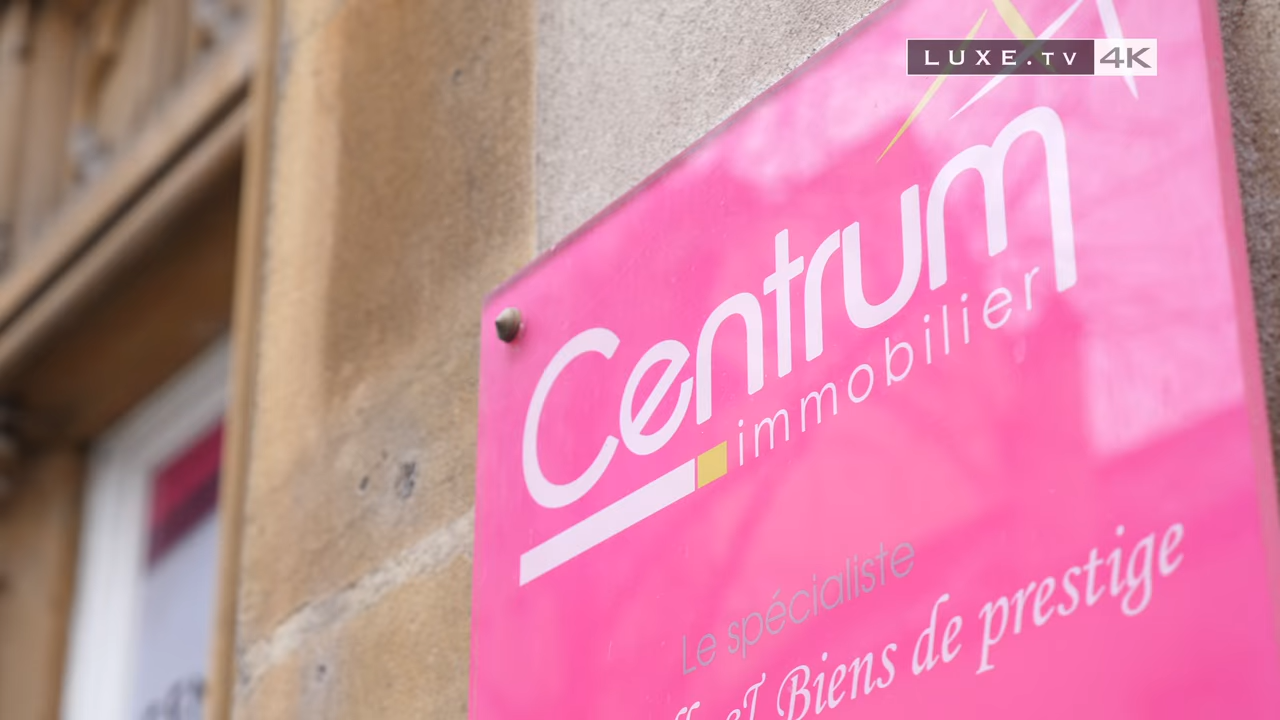 LUXE.TV 4K
Centrum
immobilier
Le spécialiste
Biens de prestige